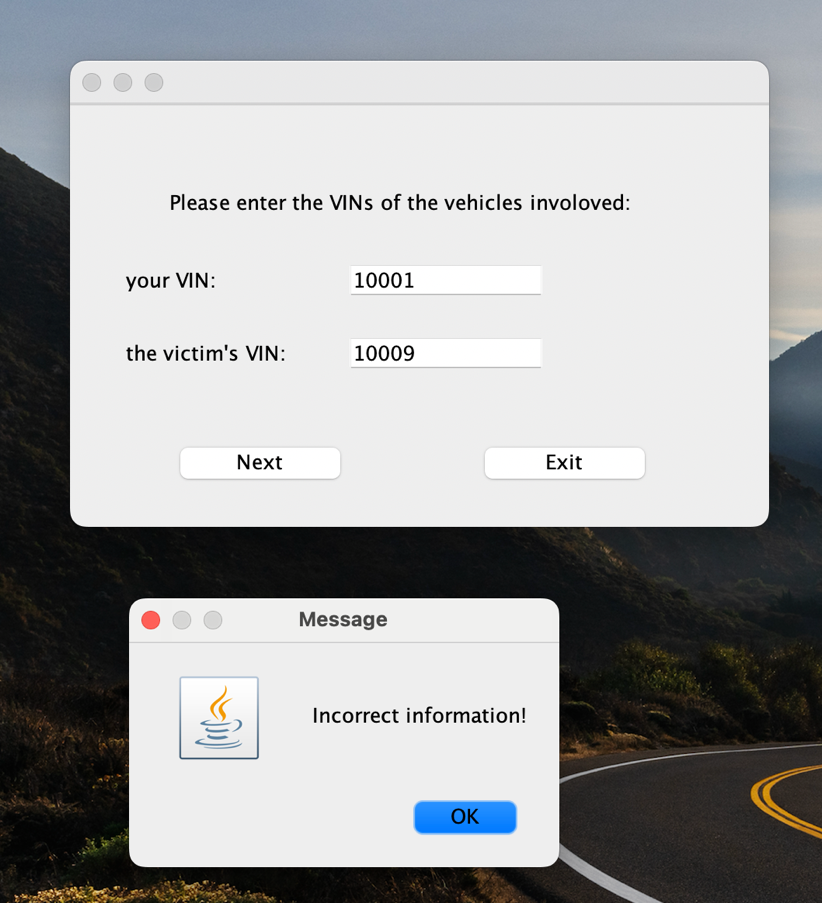 Please enter the VINs of the vehicles involoved:
your VIN: 10001
the victim's VIN: 10009
Next Exit
Message
Incorrect information!
OK